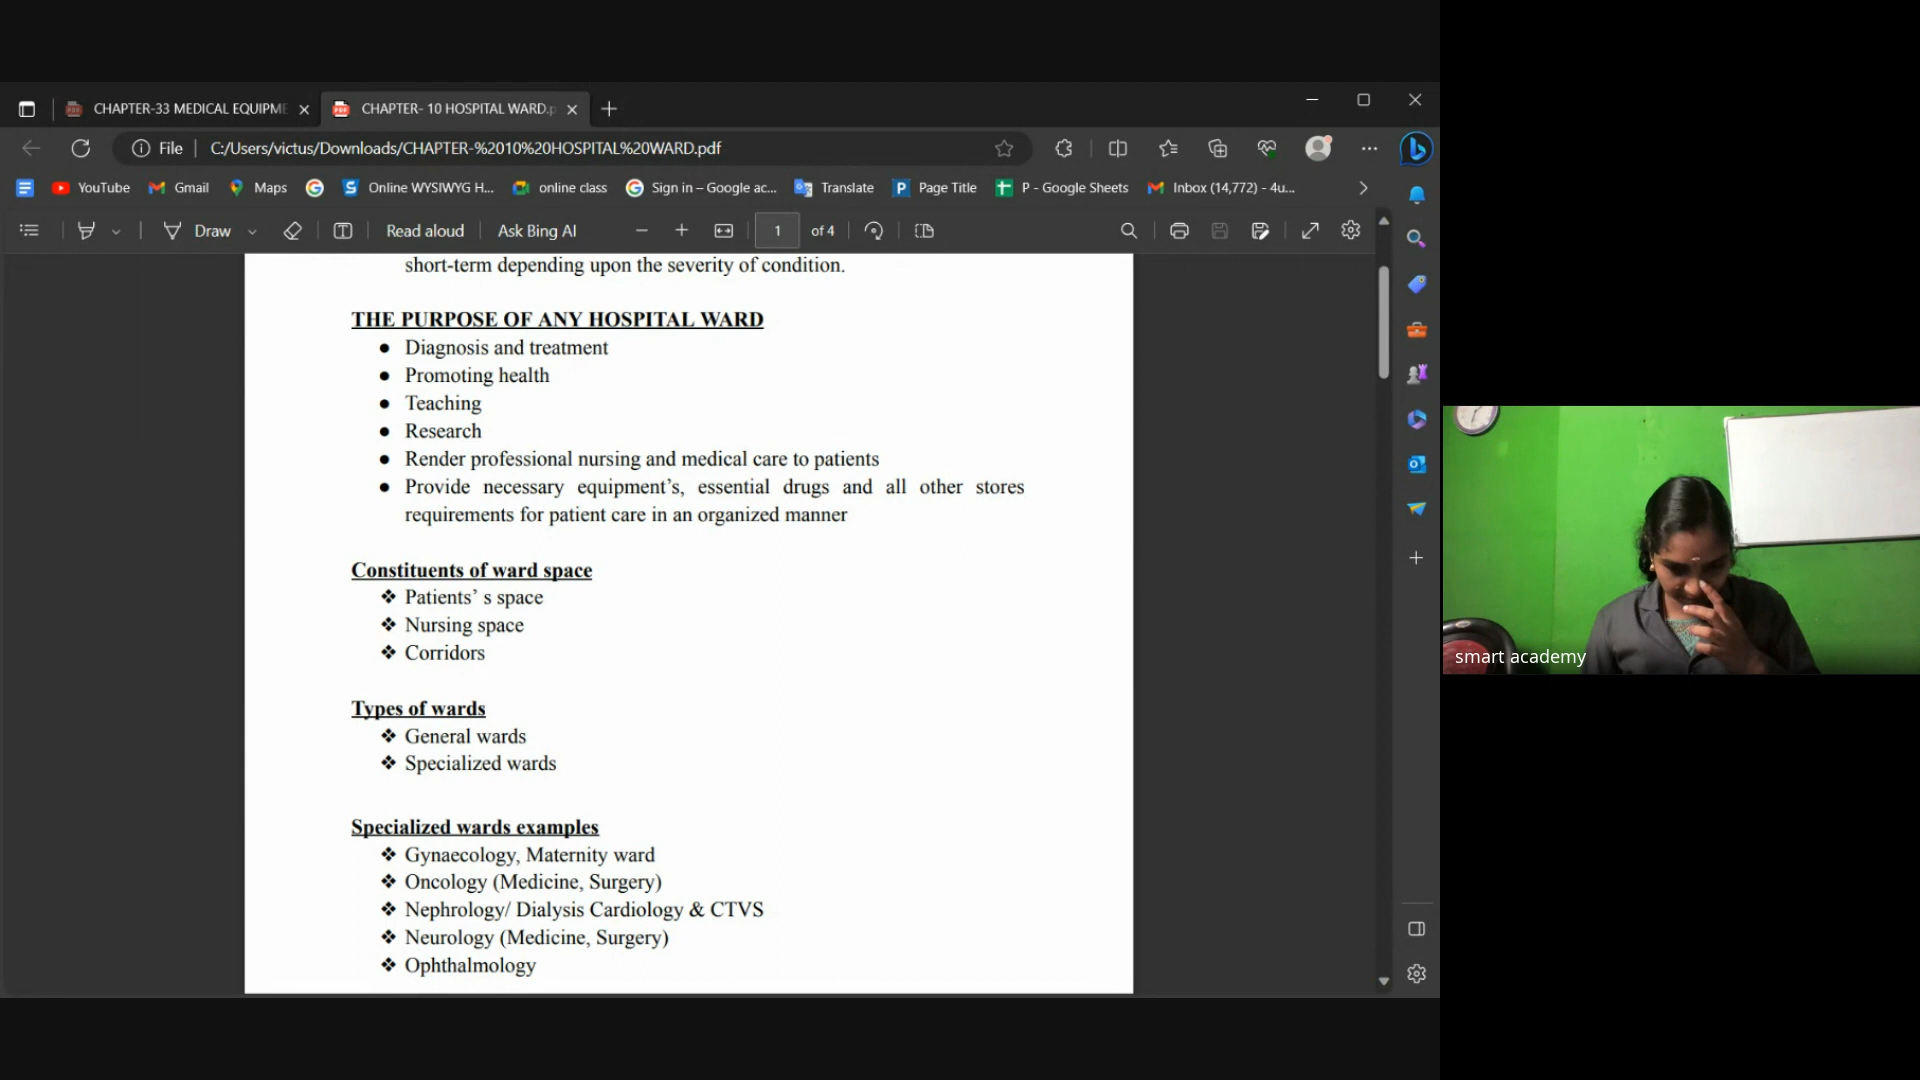 CHAPTER-33 MEDICAL EQUIPME
CHAPTER- 10 HOSPITAL WARD.p
File
C:/Users/victus/Downloads/CHAPTER-%2010%20HOSPITAL%20WARD.pdf
YouTube
Gmail
Maps
Online WYSIWYG H...
online class
Sign in – Google ac...
Translate
Page Title
P - Google Sheets
Inbox (14,772) - 4u...
Draw
Read aloud
Ask Bing AI
1
of 4
short-term depending upon the severity of condition.
THE PURPOSE OF ANY HOSPITAL WARD
● Diagnosis and treatment
● Promoting health
● Teaching
● Research
● Render professional nursing and medical care to patients
● Provide necessary equipment’s, essential drugs and all other stores
requirements for patient care in an organized manner
Constituents of ward space
❖ Patients’ s space
❖ Nursing space
❖ Corridors
Types of wards
❖ General wards
❖ Specialized wards
Specialized wards examples
❖ Gynaecology, Maternity ward
❖ Oncology (Medicine, Surgery)
❖ Nephrology/ Dialysis Cardiology & CTVS
❖ Neurology (Medicine, Surgery)
❖ Ophthalmology
smart academy